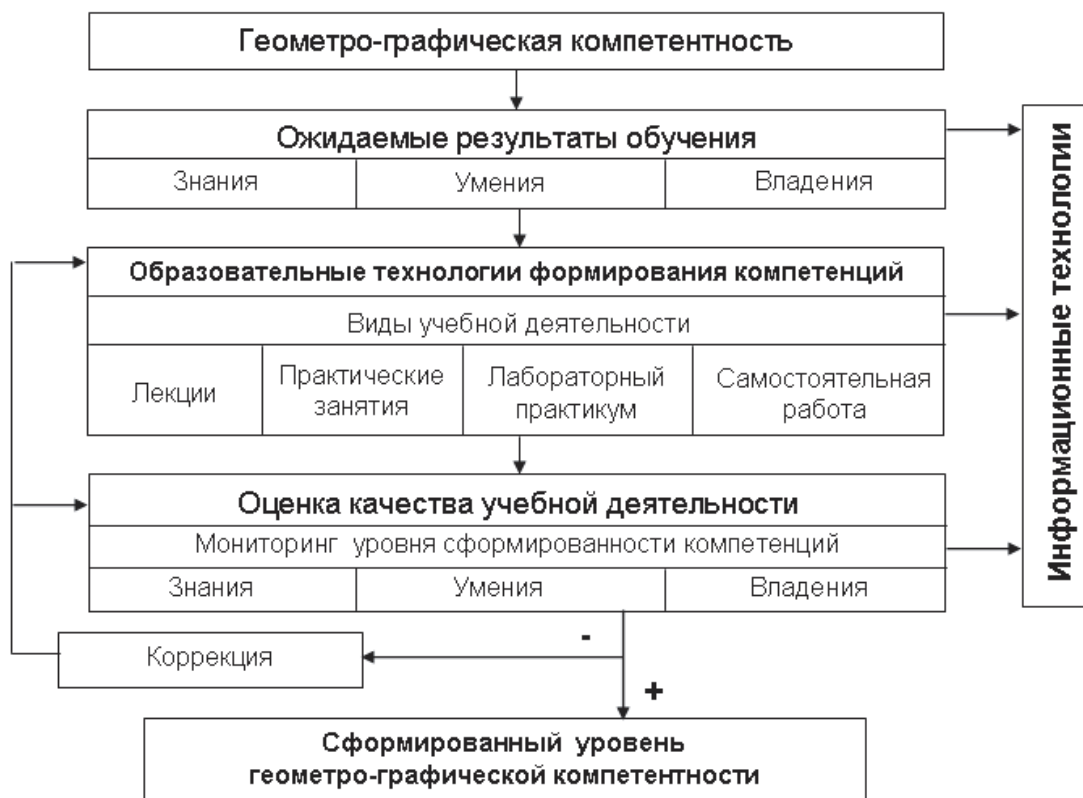 Геометро-графическая компетентность
Ожидаемые результаты обучения
Знания
Умения
Владения
Образовательные технологии формирования компетенций
Виды учебной деятельности
Лекции
Практические
занятия
Лабораторный
практикум
Самостоятельная
работа
Оценка качества учебной деятельности
Мониторинг уровня сформированности компетенций
Знания
Умения
Владения
-
Коррекция
+
Сформированный уровень
геометро-графической компетентности
Информационные технологии